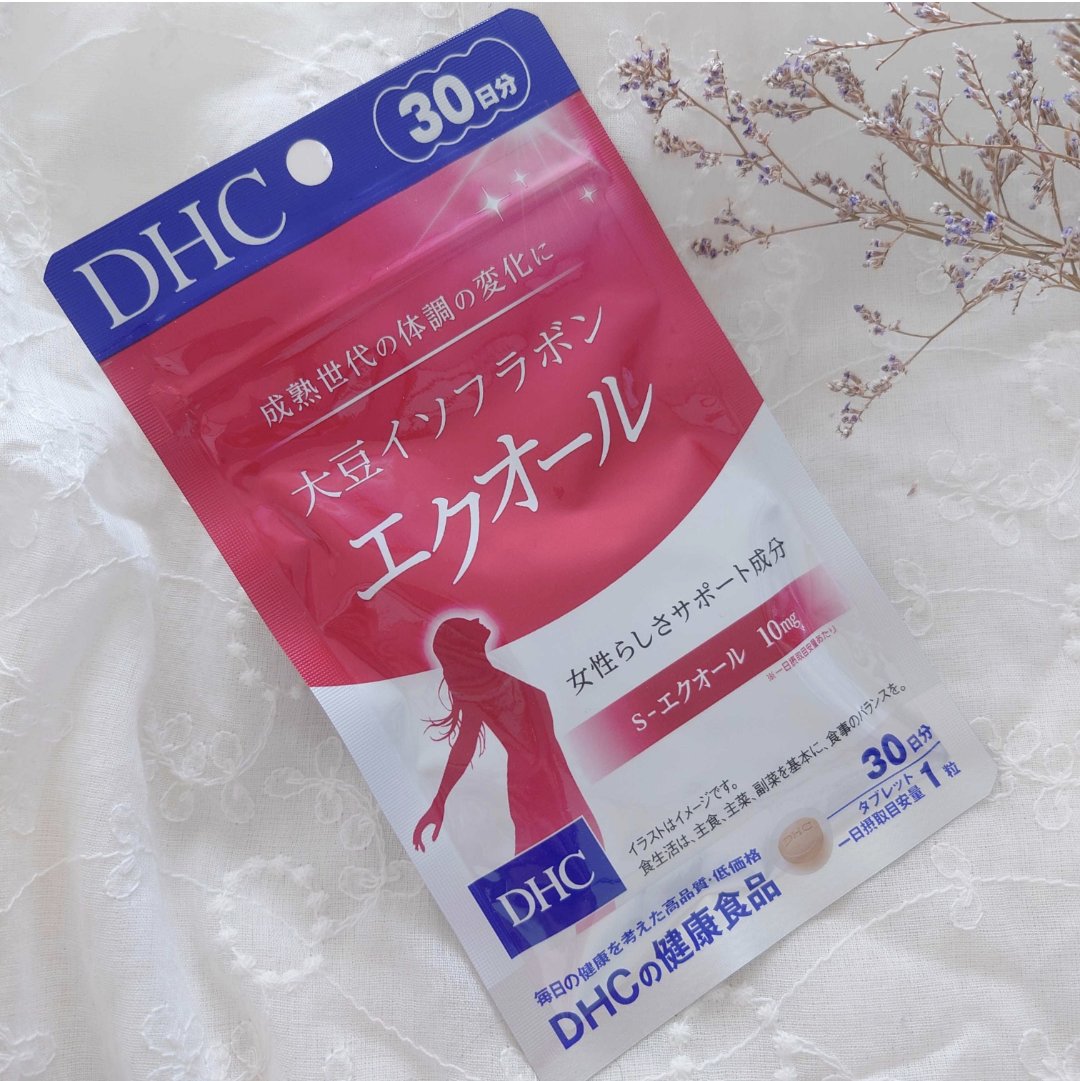 DHC
30日分
成熟世代の体調の変化に
大豆イソフラボン
エクオール
女性らしさサポート成分
S-エクオール 10mg
※一日摂取目安量あたり
イラストはイメージです。
食生活は、主食、主菜、副菜を基本に、食事のバランスを。
30日分
タブレット
一日摂取目安量 1粒
DHC
DHC
毎日の健康を考えた高品質・低価格
DHCの健康食品